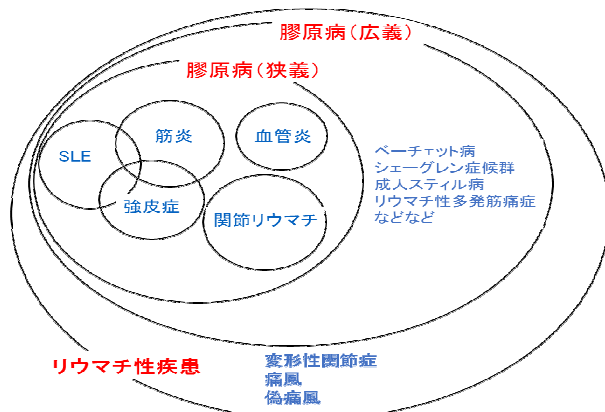 膠原病（広義）
膠原病（狭義）
筋炎
血管炎
SLE
強皮症
関節リウマチ
ベーチェット病
シェーグレン症候群
成人スティル病
リウマチ性多発筋痛症
などなど
リウマチ性疾患
変形性関節症
痛風
偽痛風